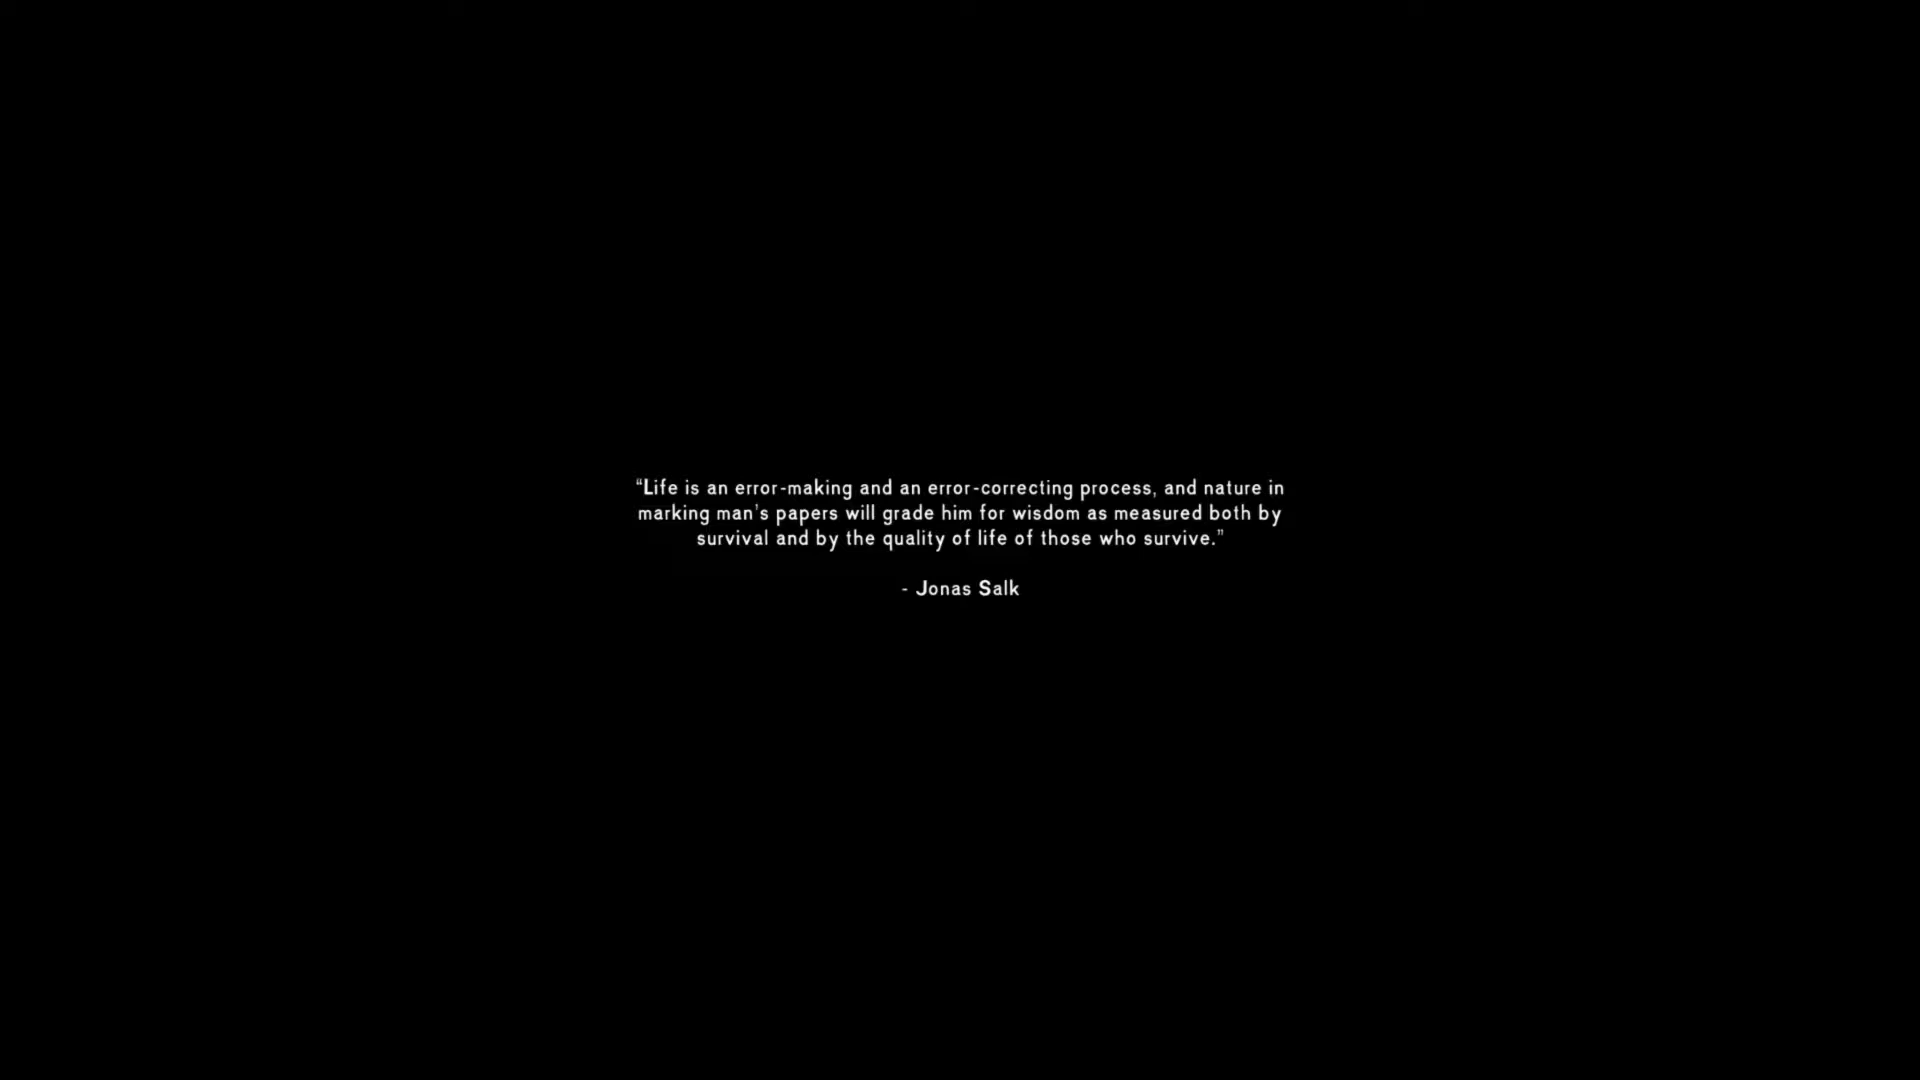 “Life is an error-making and an error-correcting process, and nature in
marking man’s papers will grade him for wisdom as measured both by
survival and by the quality of life of those who survive.”
- Jonas Salk